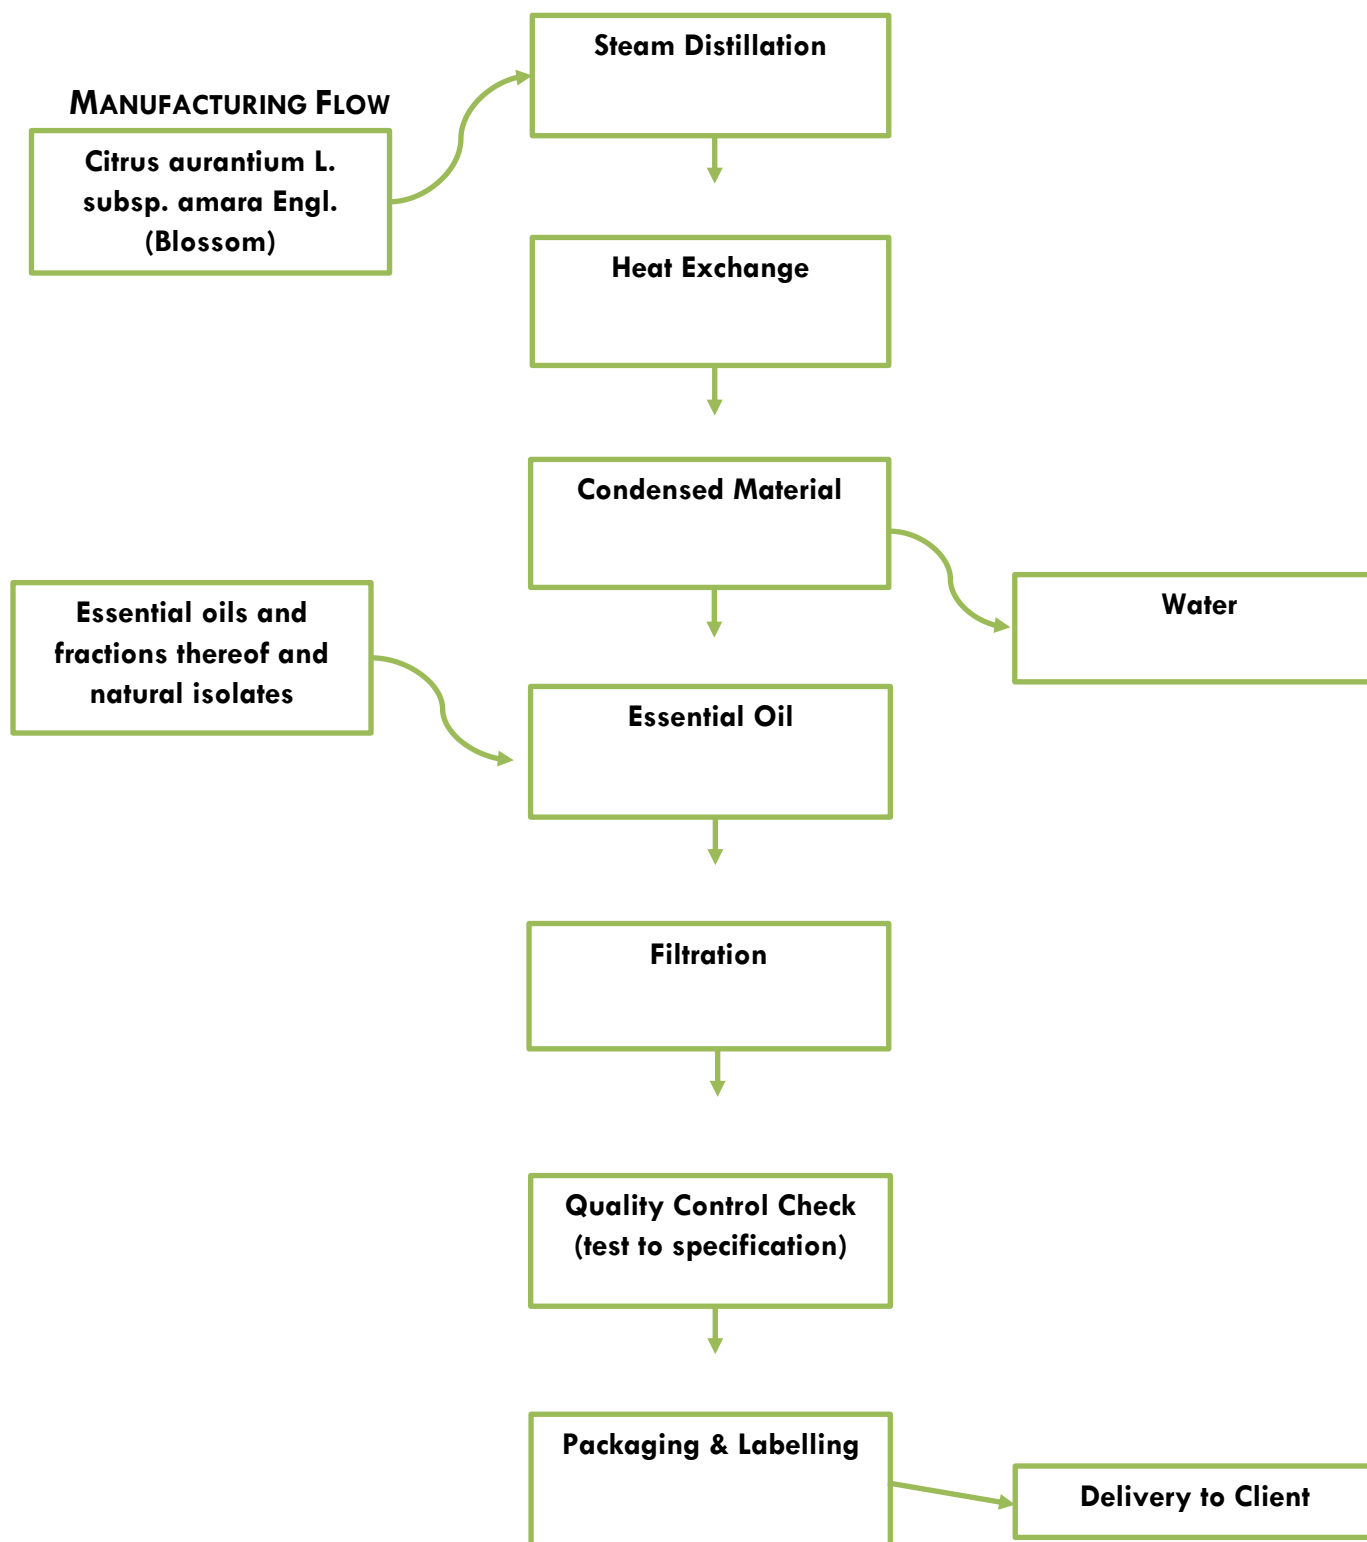 Steam Distillation
MANUFACTURING FLOW
Citrus aurantium L.
subsp. amara Engl.
(Blossom)
Heat Exchange
Condensed Material
Essential oils and
fractions thereof and
natural isolates
Water
Essential Oil
Filtration
Quality Control Check
(test to specification)
Packaging & Labelling
Delivery to Client